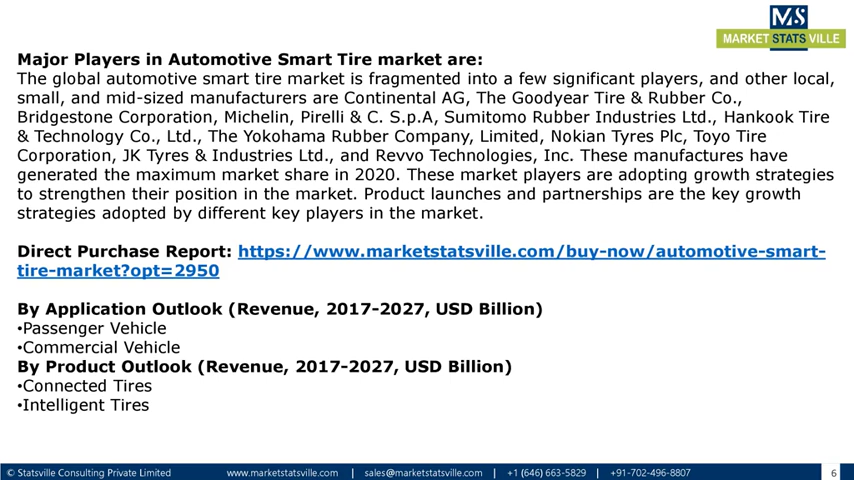 MS
MARKET STATS VILLE
Major Players in Automotive Smart Tire market are:
The global automotive smart tire market is fragmented into a few significant players, and other local,
small, and mid-sized manufacturers are Continental AG, The Goodyear Tire & Rubber Co.,
Bridgestone Corporation, Michelin, Pirelli & C. S.p.A, Sumitomo Rubber Industries Ltd., Hankook Tire
& Technology Co., Ltd., The Yokohama Rubber Company, Limited, Nokian Tyres Plc, Toyo Tire
Corporation, JK Tyres & Industries Ltd., and Revvo Technologies, Inc. These manufactures have
generated the maximum market share in 2020. These market players are adopting growth strategies
to strengthen their position in the market. Product launches and partnerships are the key growth
strategies adopted by different key players in the market.
Direct Purchase Report: https://www.marketstatsville.com/buy-now/automotive-smart-
tire-market?opt=2950
By Application Outlook (Revenue, 2017-2027, USD Billion)
•Passenger Vehicle
•Commercial Vehicle
By Product Outlook (Revenue, 2017-2027, USD Billion)
•Connected Tires
•Intelligent Tires
© Statsville Consulting Private Limited www.marketstatsville.com | sales@marketstatsville.com | +1 (646) 663-5829 | +91-702-496-8807 6